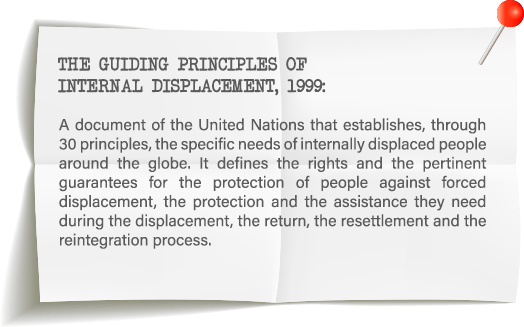 THE GUIDING PRINCIPLES OF
INTERNAL DISPLACEMENT, 1999:
A document of the United Nations that establishes, through
30 principles, the specific needs of internally displaced people
around the globe. It defines the rights and the pertinent
guarantees for the protection of people against forced
displacement, the protection and the assistance they need
during the displacement, the return, the resettlement and the
reintegration process.